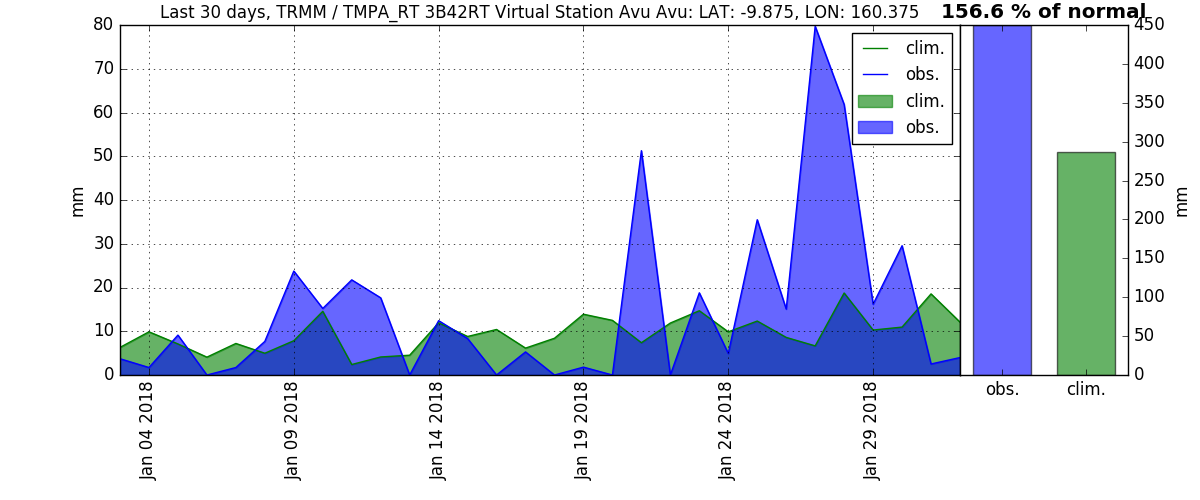 Last 30 days, TRMM / TMPA_RT 3B42RT Virtual Station Avu Avu: LAT: -9.875, LON: 160.375
156.6 % of normal
80
70
60
50
40
30
20
10
0
mm
Jan 04 2018
Jan 09 2018
Jan 14 2018
Jan 19 2018
Jan 24 2018
Jan 29 2018
clim.
obs.
clim.
obs.
450
400
350
300
250
200
150
100
50
0
mm
obs.
clim.